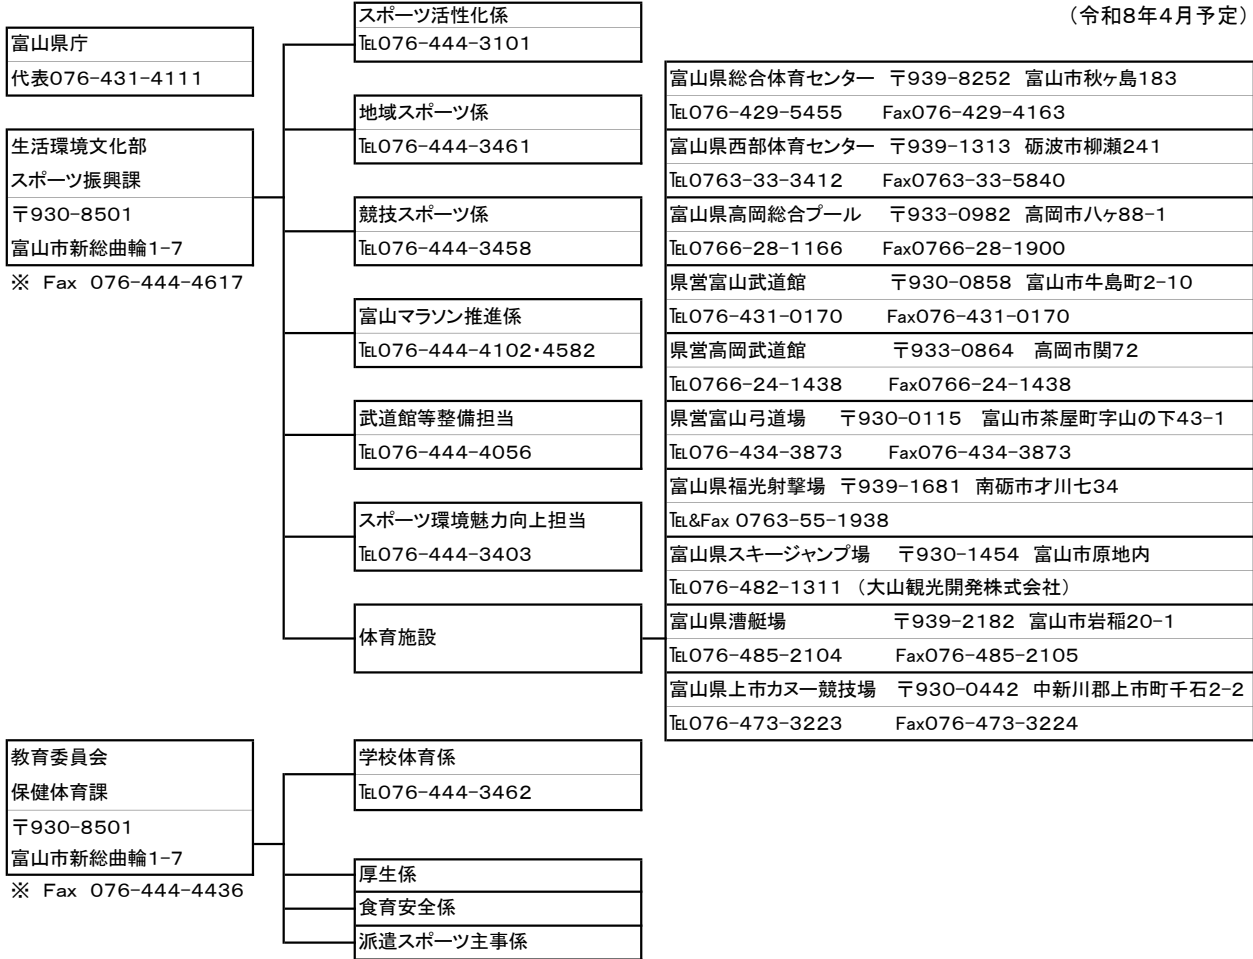 (令和8年4月予定)
富山県庁
代表076-431-4111
生活環境文化部
スポーツ振興課
〒930-8501
富山市新総曲輪1-7
※ Fax 076-444-4617
スポーツ活性化係
℡076-444-3101
地域スポーツ係
℡076-444-3461
競技スポーツ係
℡076-444-3458
富山マラソン推進係
℡076-444-4102・4582
武道館等整備担当
℡076-444-4056
スポーツ環境魅力向上担当
℡076-444-3403
体育施設
富山県総合体育センター 〒939-8252 富山市秋ヶ島183
℡076-429-5455 Fax076-429-4163
富山県西部体育センター 〒939-1313 砺波市柳瀬241
℡0763-33-3412 Fax0763-33-5840
富山県高岡総合プール 〒933-0982 高岡市八ヶ88-1
℡0766-28-1166 Fax0766-28-1900
県営富山武道館 〒930-0858 富山市牛島町2-10
℡076-431-0170 Fax076-431-0170
県営高岡武道館 〒933-0864 高岡市関72
℡0766-24-1438 Fax0766-24-1438
県営富山弓道場 〒930-0115 富山市茶屋町字山の下43-1
℡076-434-3873 Fax076-434-3873
富山県福光射撃場 〒939-1681 南砺市才川七34
℡&Fax 0763-55-1938
富山県スキージャンプ場 〒930-1454 富山市原地内
℡076-482-1311 (大山観光開発株式会社)
富山県漕艇場 〒939-2182 富山市岩稲20-1
℡076-485-2104 Fax076-485-2105
富山県上市カヌー競技場 〒930-0442 中新川郡上市町千石2-2
℡076-473-3223 Fax076-473-3224
教育委員会
保健体育課
〒930-8501
富山市新総曲輪1-7
※ Fax 076-444-4436
学校体育係
℡076-444-3462
厚生係
食育安全係
派遣スポーツ主事係